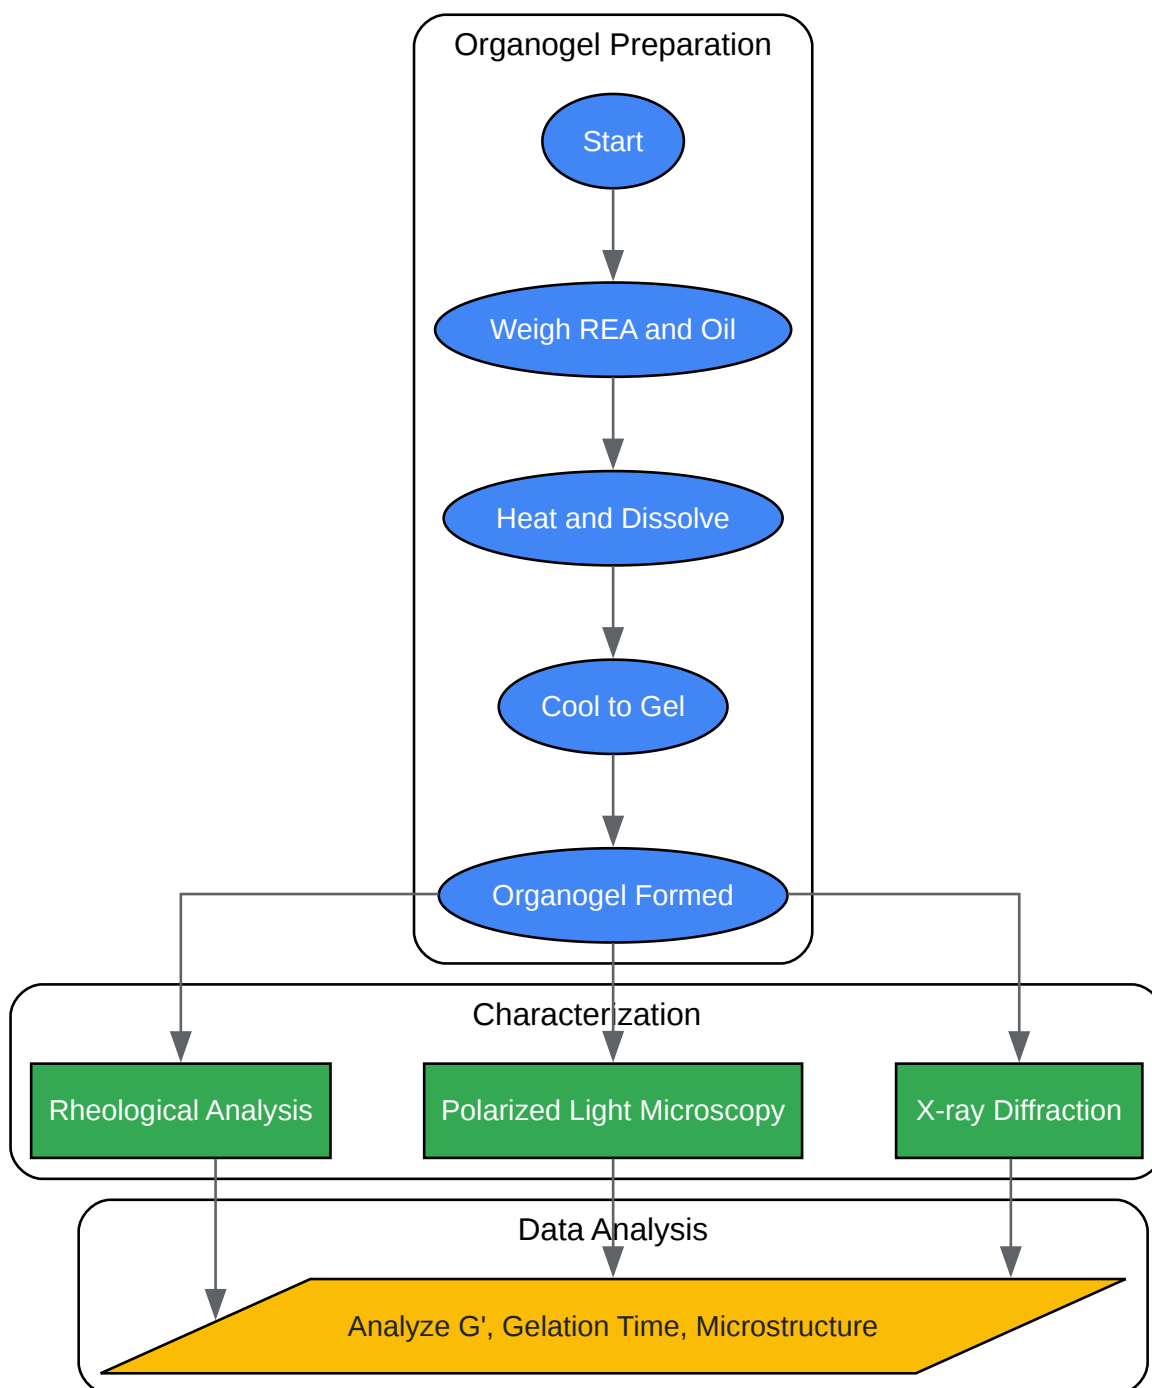 Organogel Preparation
Start
Weigh REA and Oil
Heat and Dissolve
Cool to Gel
Organogel Formed
Characterization
Rheological Analysis
Polarized Light Microscopy
X-ray Diffraction
Data Analysis
Analyze G', Gelation Time, Microstructure